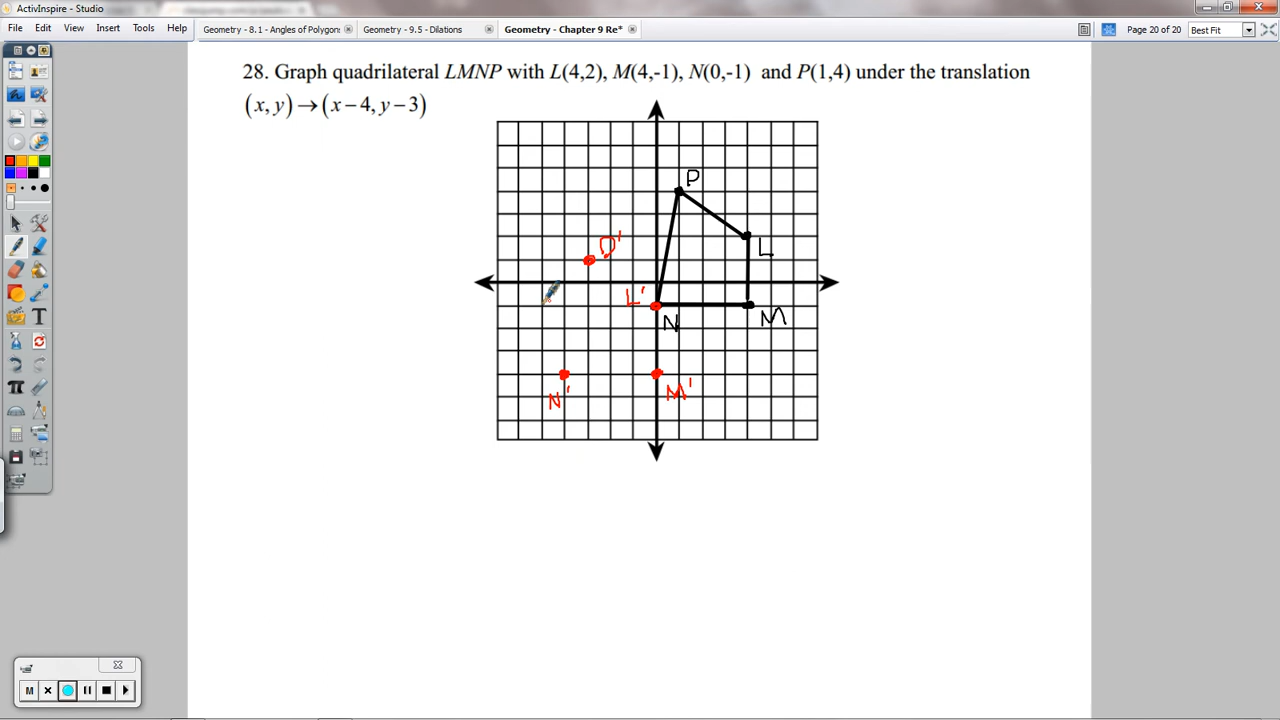 ActivInspire - Studio
File Edit View Insert Tools Help
Geometry - 8.1 - Angles of Polygons
Geometry - 9.5 - Dilations
Geometry - Chapter 9 Re*
Page 20 of 20
Best Fit
28. Graph quadrilateral LMNP with L(4,2), M(4,-1), N(0,-1) and P(1,4) under the translation
(x, y) → (x − 4, y − 3)
P
D'
L
L'
N
M
N'
M'
M